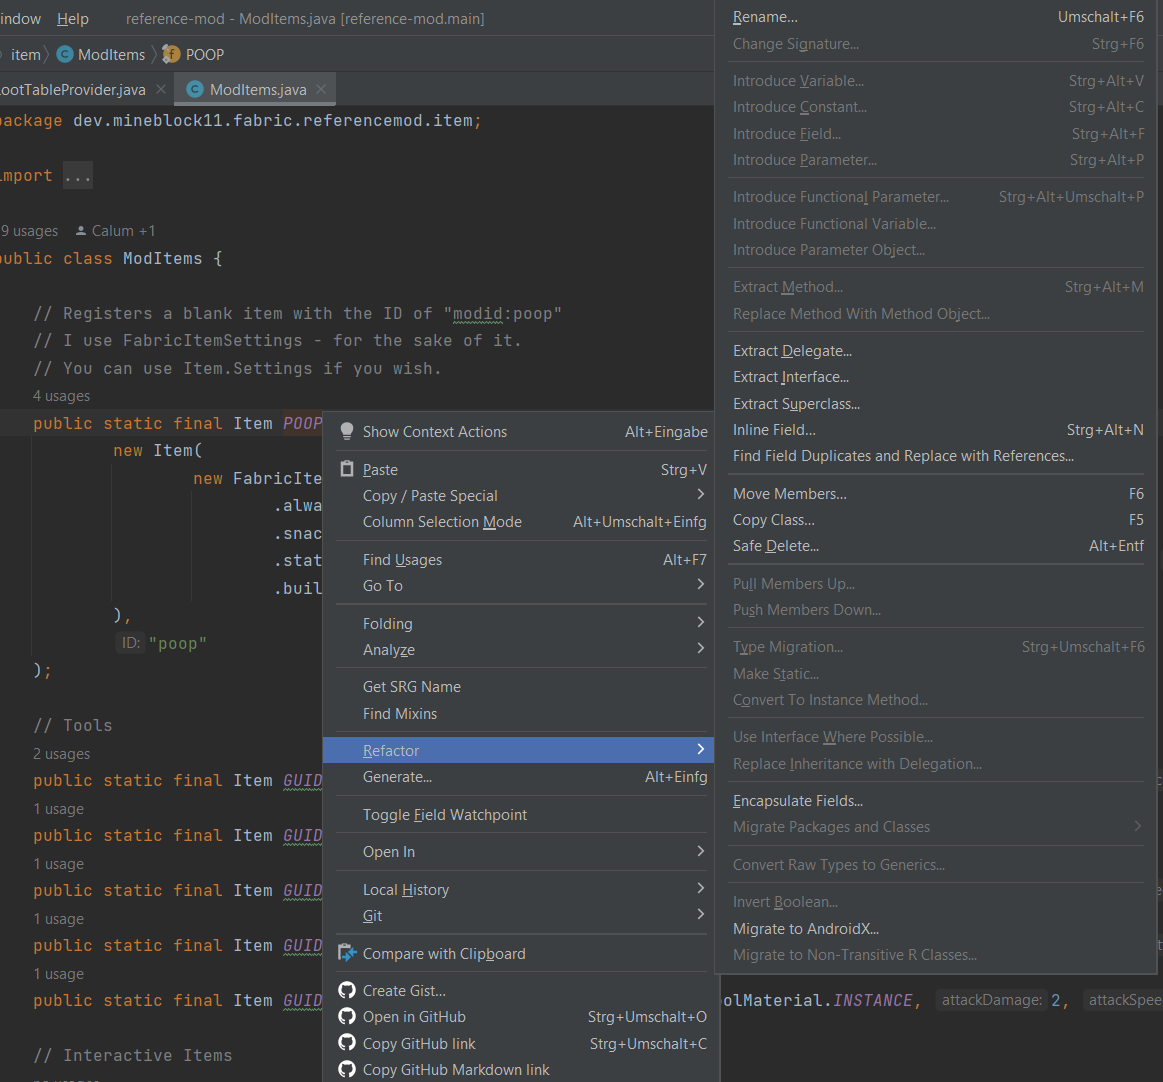 Window Help reference-mod - ModItems.java [reference-mod.main]
item ModItems POOP
LootTableProvider.java ModItems.java
package dev.mineblock11.fabric.referencemod.item;
import ...
9 usages Calum +1
public class ModItems {
// Registers a blank item with the ID of "modid:poop"
// I use FabricItemSettings - for the sake of it.
// You can use Item.Settings if you wish.
4 usages
public static final Item POOP
new Item(
new FabricIte
.alwa
.snac
.stat
.buil
),
ID: "poop"
);
// Tools
2 usages
public static final Item GUID
1 usage
public static final Item GUID
1 usage
public static final Item GUID
1 usage
public static final Item GUID
1 usage
public static final Item GUID
olMaterial.INSTANCE, attackDamage: 2, attackSpee
// Interactive Items
Show Context Actions Alt+Eingabe
Paste Strg+V
Copy / Paste Special
Column Selection Mode Alt+Umschalt+Einfg
Find Usages Alt+F7
Go To
Folding
Analyze
Get SRG Name
Find Mixins
Refactor
Generate... Alt+Einfg
Toggle Field Watchpoint
Open In
Local History
Git
Compare with Clipboard
Create Gist...
Open in GitHub Strg+Umschalt+O
Copy GitHub link Strg+Umschalt+C
Copy GitHub Markdown link
Rename... Umschalt+F6
Change Signature... Strg+F6
Introduce Variable... Strg+Alt+V
Introduce Constant... Strg+Alt+C
Introduce Field... Strg+Alt+F
Introduce Parameter... Strg+Alt+P
Introduce Functional Parameter... Strg+Alt+Umschalt+P
Introduce Functional Variable...
Introduce Parameter Object...
Extract Method... Strg+Alt+M
Replace Method With Method Object...
Extract Delegate...
Extract Interface...
Extract Superclass...
Inline Field... Strg+Alt+N
Find Field Duplicates and Replace with References...
Move Members... F6
Copy Class... F5
Safe Delete... Alt+Entf
Pull Members Up...
Push Members Down...
Type Migration... Strg+Umschalt+F6
Make Static...
Convert To Instance Method...
Use Interface Where Possible...
Replace Inheritance with Delegation...
Encapsulate Fields...
Migrate Packages and Classes
Convert Raw Types to Generics...
Invert Boolean...
Migrate to AndroidX...
Migrate to Non-Transitive R Classes...